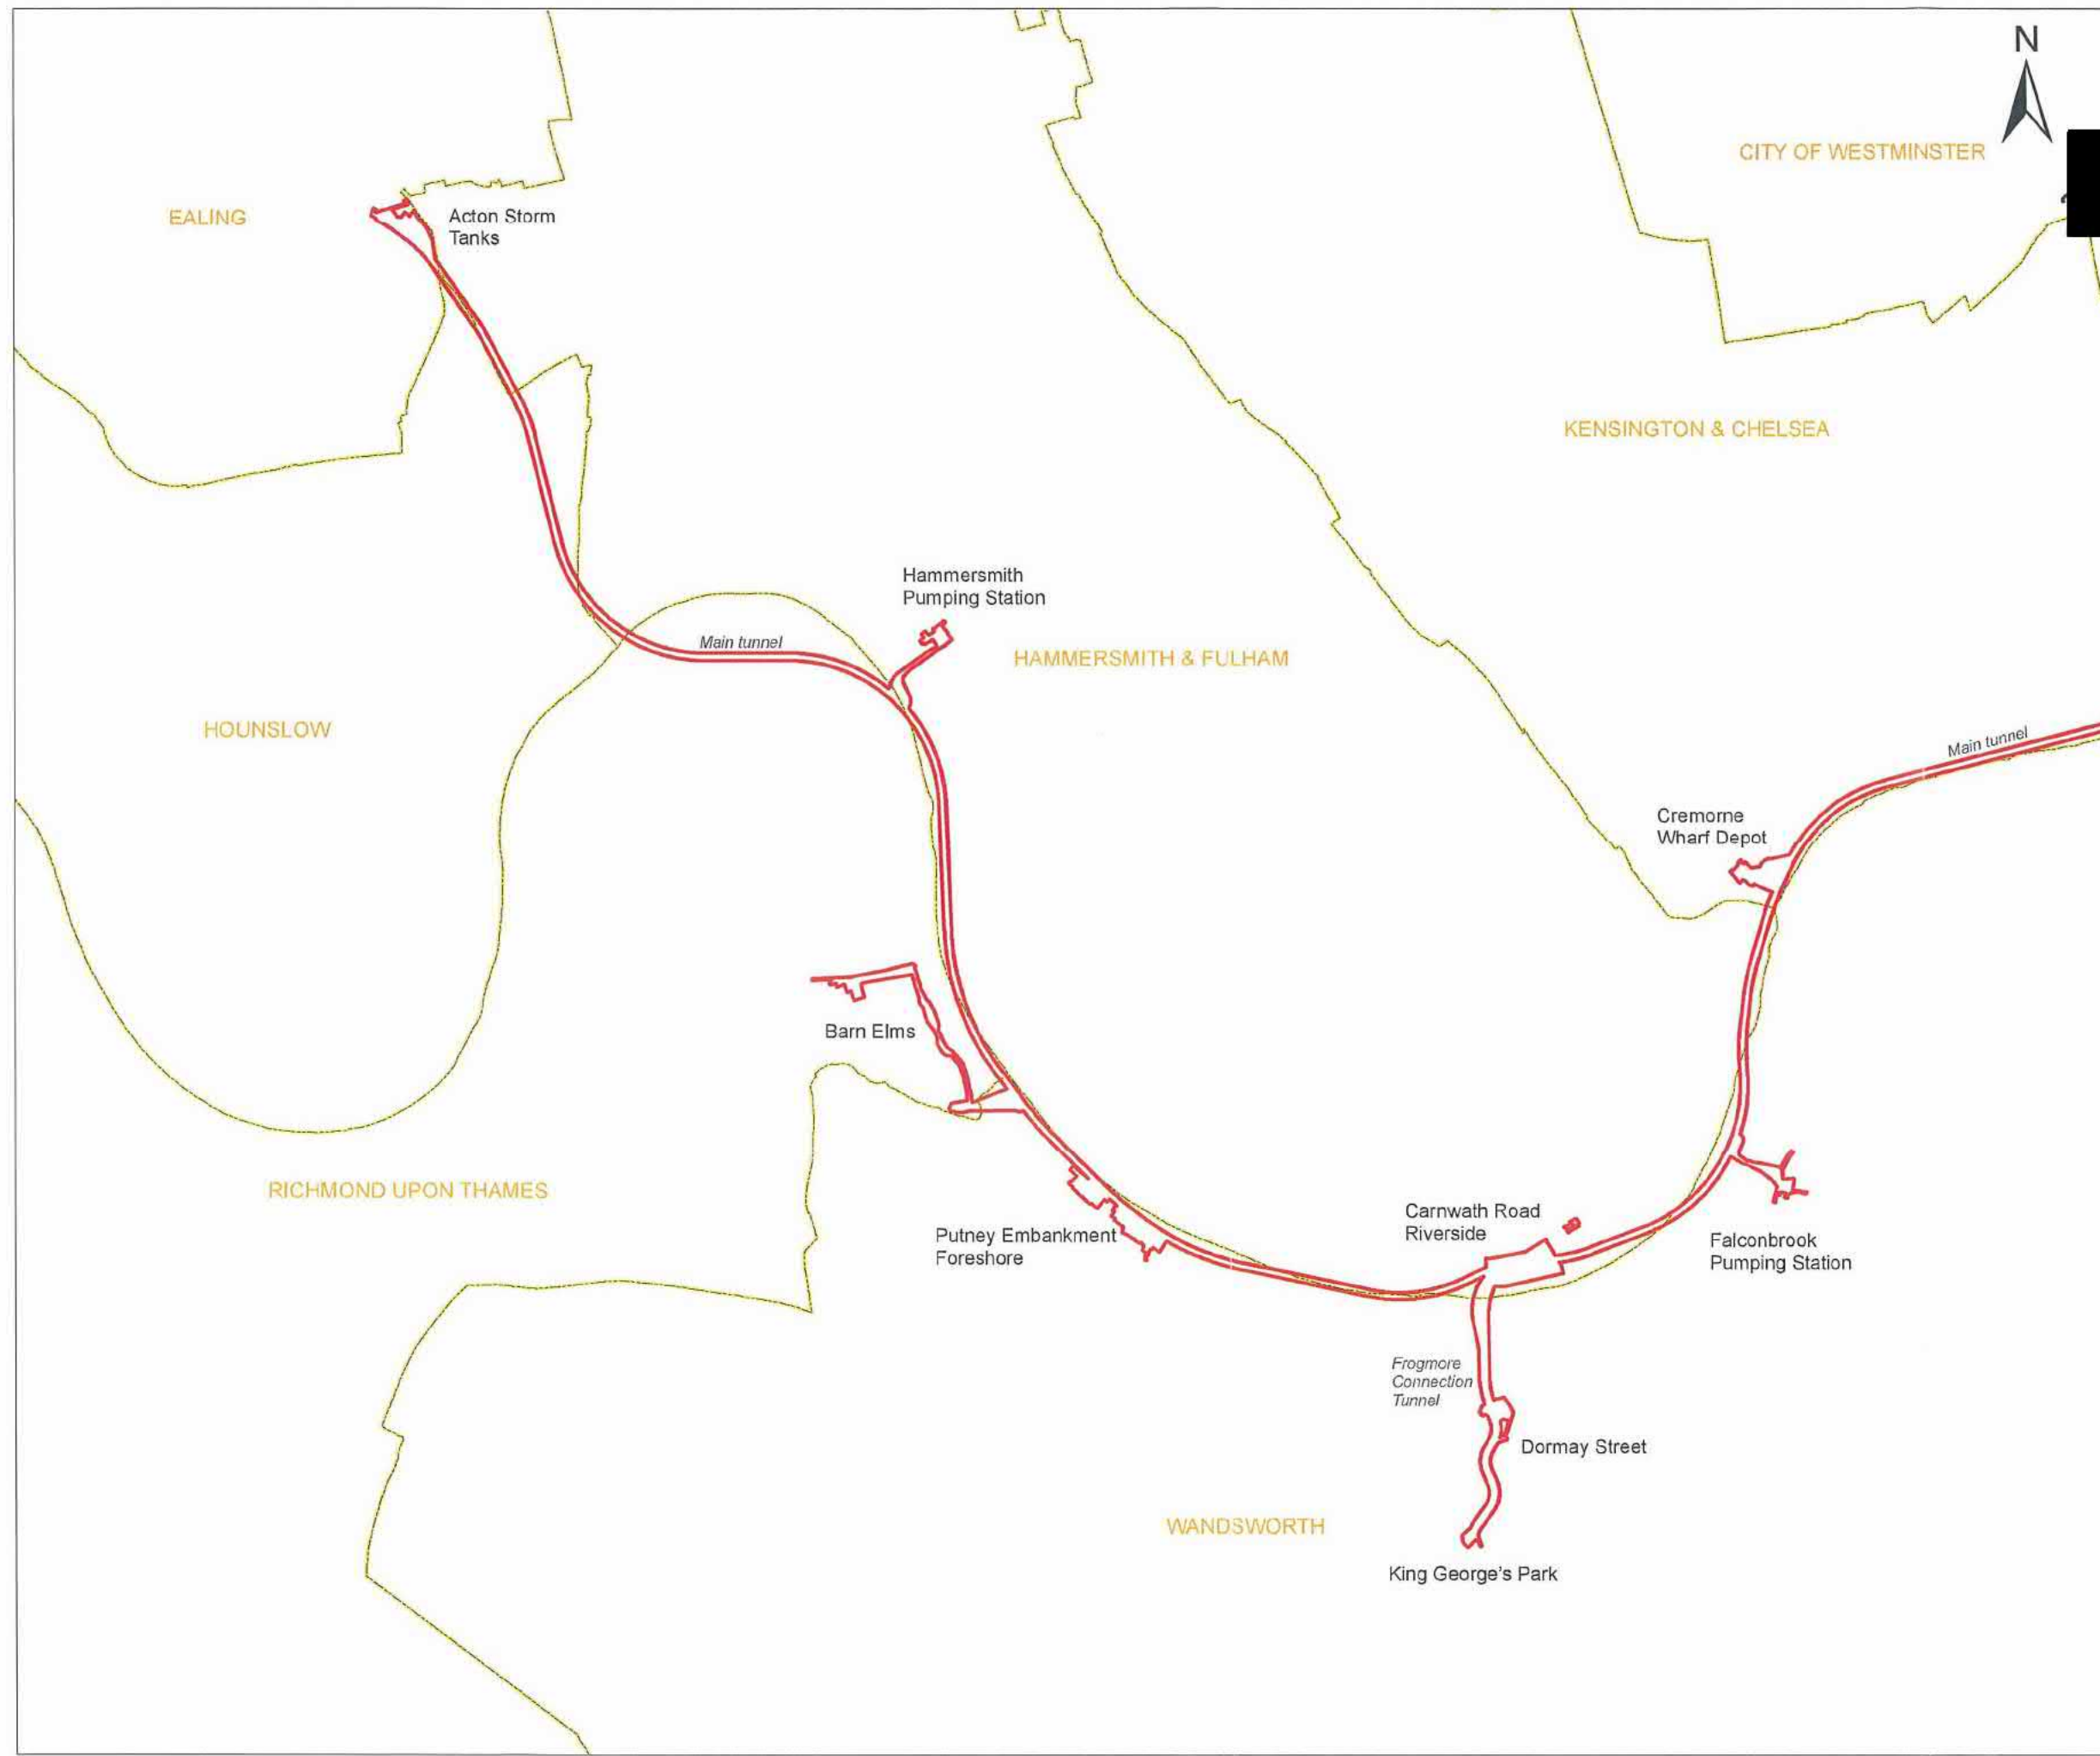 N
CITY OF WESTMINSTER
EALING
Acton Storm
Tanks
KENSINGTON & CHELSEA
Hammersmith
Pumping Station
Main tunnel
HAMMERSMITH & FULHAM
HOUNSLOW
Main tunnel
Cremorne
Wharf Depot
Barn Elms
RICHMOND UPON THAMES
Carnwath Road
Riverside
Putney Embankment
Foreshore
Falconbrook
Pumping Station
Frogmore
Connection
Tunnel
Dormay Street
WANDSWORTH
King George's Park